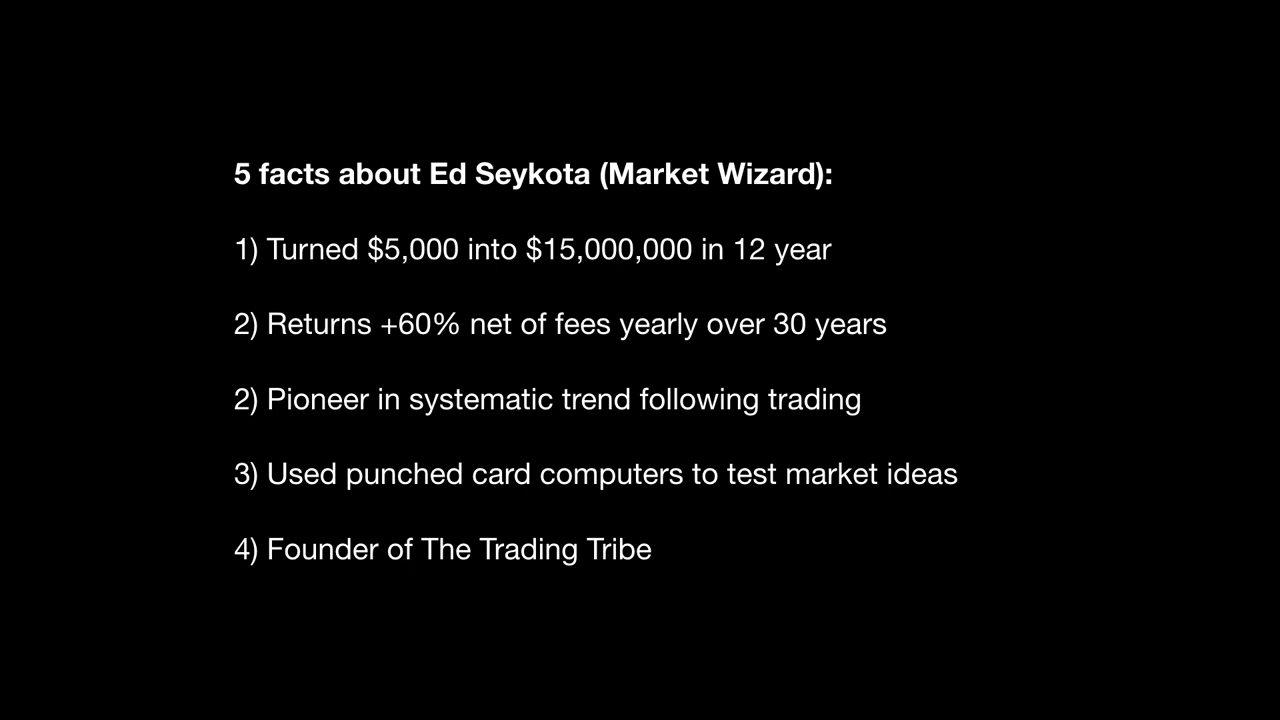 5 facts about Ed Seykota (Market Wizard):
1) Turned $5,000 into $15,000,000 in 12 year
2) Returns +60% net of fees yearly over 30 years
2) Pioneer in systematic trend following trading
3) Used punched card computers to test market ideas
4) Founder of The Trading Tribe